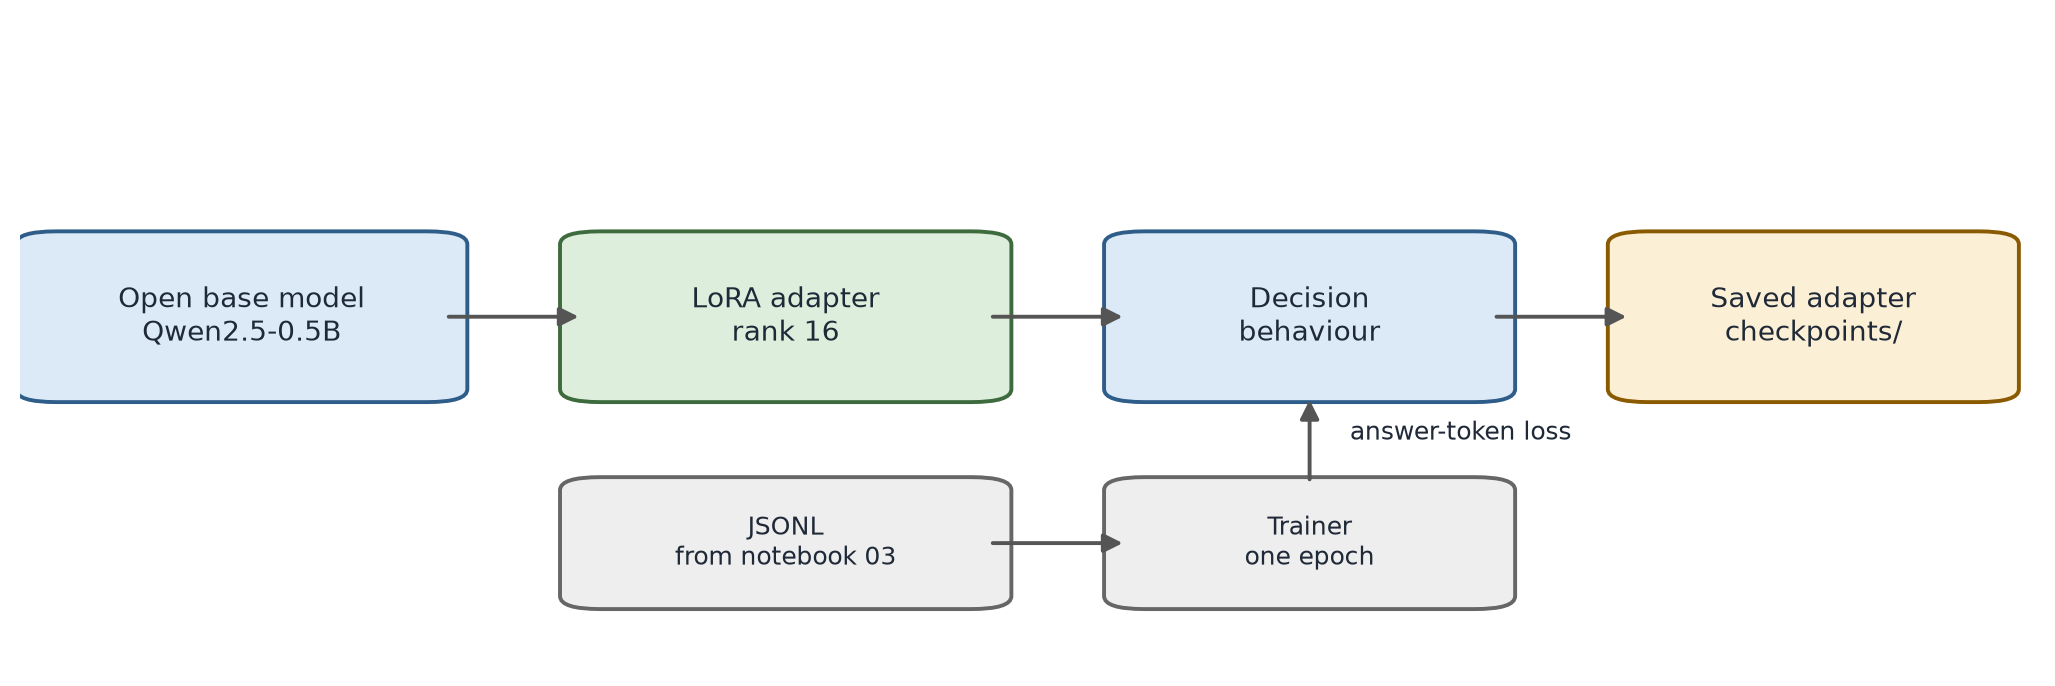 Open base model
Qwen2.5-0.5B
LoRA adapter
rank 16
Decision
behaviour
Saved adapter
checkpoints/
answer-token loss
JSONL
from notebook 03
Trainer
one epoch